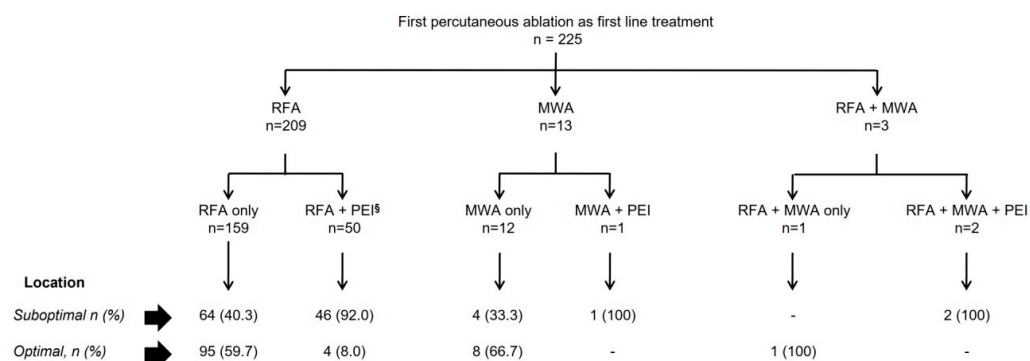 First percutaneous ablation as first line treatment
n = 225
RFA MWA RFA + MWA
n=209 n=13 n=3
RFA only RFA + PEI§ MWA only MWA + PEI RFA + MWA only RFA + MWA + PEI
n=159 n=50 n=12 n=1 n=1 n=2
Location
Suboptimal n (%) 64 (40.3) 46 (92.0) 4 (33.3) 1 (100) - 2 (100)
Optimal, n (%) 95 (59.7) 4 (8.0) 8 (66.7) - 1 (100) -